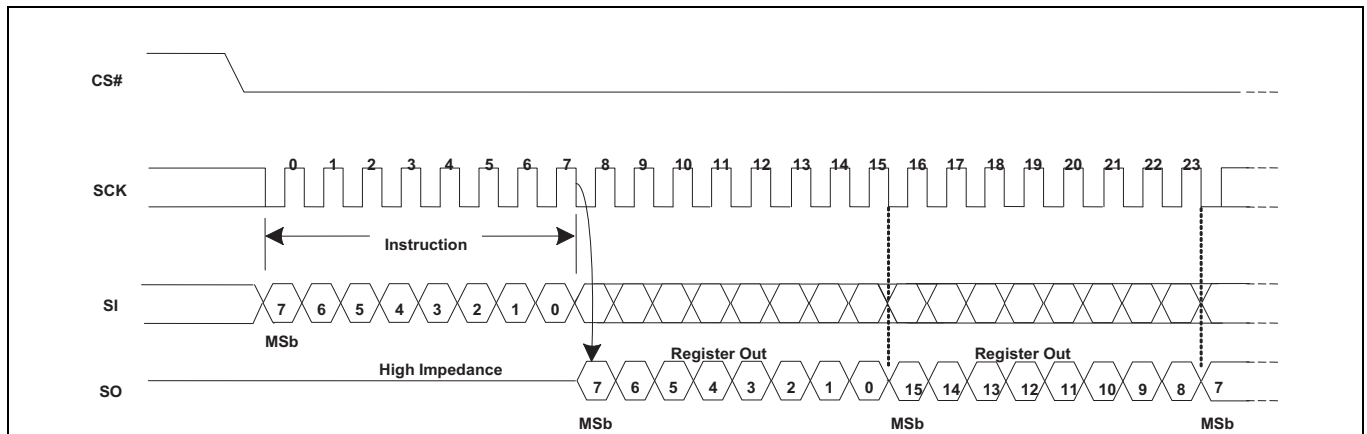 CS#
0 1 2 3 4 5 6 7 8 9 10 11 12 13 14 15 16 17 18 19 20 21 22 23
SCK
Instruction
SI
7 6 5 4 3 2 1 0
MSb
High Impedance
Register Out
Register Out
SO
7 6 5 4 3 2 1 0 15 14 13 12 11 10 9 8 7
MSb
MSb
MSb